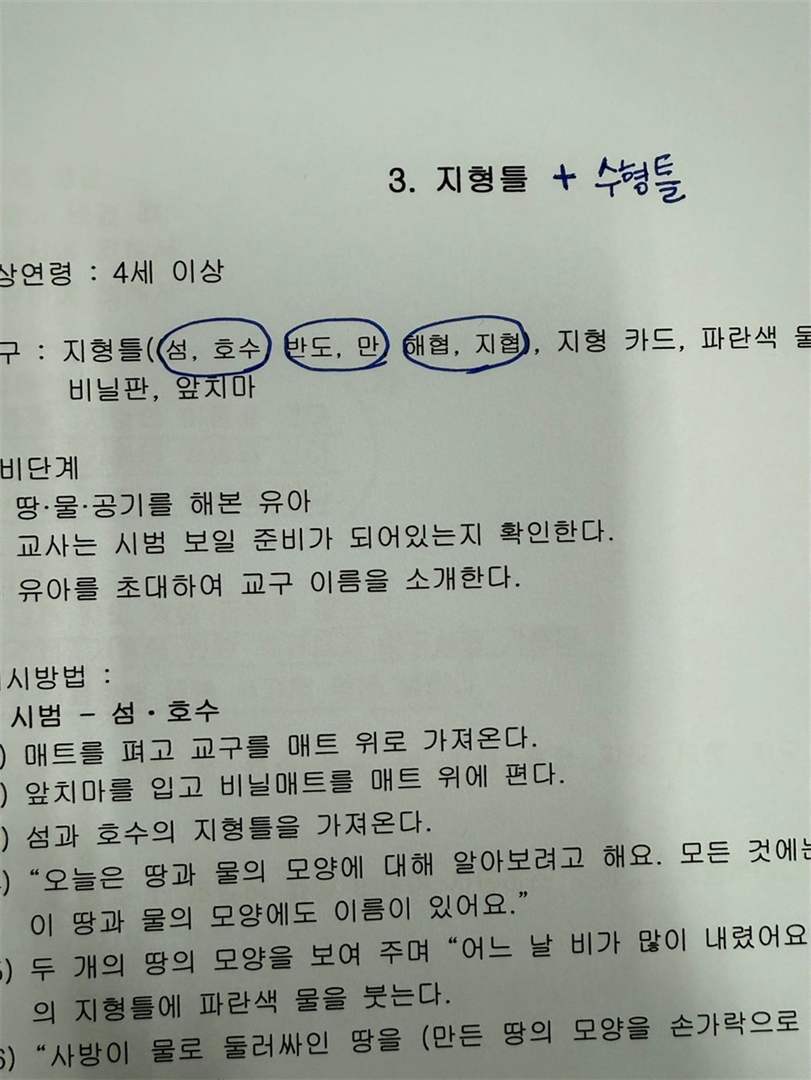 3. 지형틀 + 수형틀
상연령 : 4세 이상
구 : 지형틀((섬, 호수) 반도, 만, 해협, 지협), 지형 카드, 파란색 물
비닐판, 앞치마
비단계
땅·물·공기를 해본 유아
교사는 시범 보일 준비가 되어있는지 확인한다.
유아를 초대하여 교구 이름을 소개한다.
시방법 :
시범 - 섬·호수
) 매트를 펴고 교구를 매트 위로 가져온다.
) 앞치마를 입고 비닐매트를 매트 위에 편다.
) 섬과 호수의 지형틀을 가져온다.
) “오늘은 땅과 물의 모양에 대해 알아보려고 해요. 모든 것에는
이 땅과 물의 모양에도 이름이 있어요.”
5) 두 개의 땅의 모양을 보여 주며 “어느 날 비가 많이 내렸어요
의 지형틀에 파란색 물을 붓는다.
6) “사방이 물로 둘러싸인 땅을 (만든 땅의 모양을 손가락으로